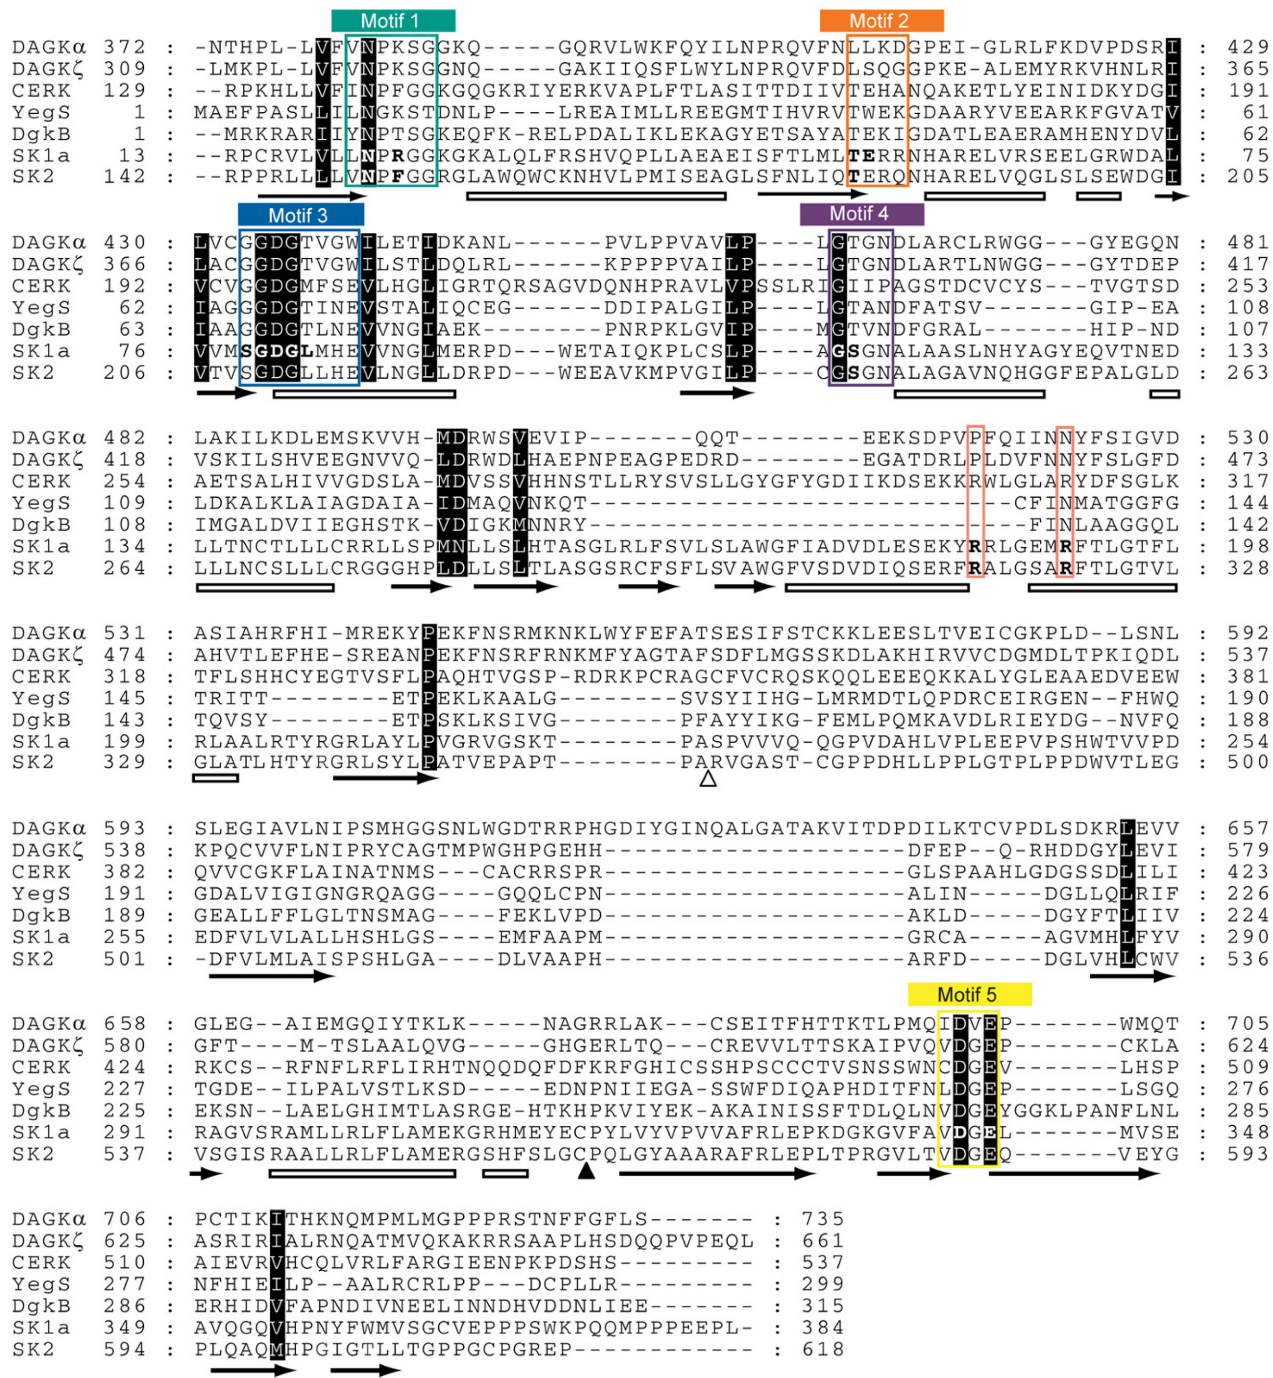 Motif 1 Motif 2
DAGKα 372 : -NTHPL-LVFVNPKSGGKQ-----GQRVLWKFQYILNPRQVFNLLKDGPEI-GLRLFKDVPDSRI : 429
DAGKζ 309 : -LMKPL-LVFVNPKSGGNQ-----GAKIIQSFLWYLNPRQVFDLSQGGPKE-ALEMYRKVHNLRI : 365
CERK 129 : --RPKHLLVFINPFGGKGQGKRIYERKVAPLFTLASITTDIIVTEHANQAKETLYEINIDKYDGI : 191
YegS 1 : MAEFPASLLLILNGKSTDNLP---LREAIMLLREEGMTIHVRVTWEKGDAARYVEEARKFGVATV : 61
DgkB 1 : --MRKRARIIYNPTSGKEQFK-RELPDALIKLEKAGYETSAYATEKIGDATLEAERAMHENYDVL : 62
SK1a 13 : --RPCRVLVLLNPRGGKGKALQLFRSHVQPLLAEAEISFTLMLTERRNHARELVRSEELGRWDAL : 75
SK2 142 : --RPPRLLLLVNPFGGRGLAWQWCKNHVLPMISEAGLSFNLIQTERQNHARELVQGLSLSEWDGI : 205
Motif 3 Motif 4
DAGKα 430 : LVCGGDGTVGWILETIDKANL------PVLPPVAVLP----LGTGNDLARCLRWGG---GYEGQN : 481
DAGKζ 366 : LACGGDGTVGWILSTLDQLRL------KPPPPVAILP----LGTGNDLARTLNWGG---GYTDEP : 417
CERK 192 : VCVGGDGMFSEVLHGLIGRTQRSAGVDQNHPRAVLVPSSLRIGIIPAGSTDCVCYS---TVGTSD : 253
YegS 62 : IAGGGDGTINEVSTALIQCEG----DDIPALGILP----LGTANDFATSV-----GIP-EA : 108
DgkB 63 : IAAGGDGTLNEVVNGIAEK------PNRPKLGVIP----MGTVNDFGRAL-----HIP-ND : 107
SK1a 76 : VVMSGDGLMHEVVNGLMERPD---WETAIQKPLCSLP----AGSGNALAASLNHYAGYEQVTNED : 133
SK2 206 : VTVSGDGLLHEVLNGLLDRPD---WEEAVKMPVGILP----CGSGNALAGAVNQHGGFEPALGLD : 263
DAGKα 482 : LAKILKDLEMSKVVH-MDRWSVEVIP-------QQT--------EEKSDPVPFQIINNYFSIGVD : 530
DAGKζ 418 : VSKILSHVEEGNVVQ-LDRWDLHAEPNPEAGPEDRD--------EGATDRLPLDVFNNYFSLGFD : 473
CERK 254 : AETSALHIVVGDSLA-MDVSSVHHNSTLLRYSVSLLGYGFYGDIIKDSEKKRWLGLARYDFSGLK : 317
YegS 109 : LDKALKLAIAGDAIA-IDMAQVNKQT----------------------------CFINMATGGFG : 144
DgkB 108 : IMGALDVIIEGHSTK-VDIGKMNNRY-----------------------------FINLAAGGQL : 142
SK1a 134 : LLTNCTLLLCRRLLSPMNLLSLHTASGLRLFSVLSLAWGFIADVDLESEKYRRLGEMRFTLGTFL : 198
SK2 264 : LLLNCSLLLCRGGGHPLDLLSLTLASGSRCFSFLSVAWGFVSDVDIQSERFRALGSARFTLGTVL : 328
DAGKα 531 : ASIAHRFHI-MREKYPEKFNSRMKNKLWYFEFATSESIFSTCKKLEESLTVEICGKPLD--LSNL : 592
DAGKζ 474 : AHVTLEFHE-SREANPEKFNSRFRNKMFYAGTAFSDFLMGSSKDLAKHIRVVCDGMDLTPKIQDL : 537
CERK 318 : TFLSHHCYEGTVSFLPAQHTVGSP-RDRKPCRAGCFVCRQSKQQLEEEQKKALYGLEAAEDVEEW : 381
YegS 145 : TRITT--------ETPEKLKAALG--------SVSYIIHG-LMRMDTLQPDRCEIRGEN--FHWQ : 190
DgkB 143 : TQVSY--------ETPSKLKSIVG--------PFAYYIKG-FEMLPQMKAVDLRIEYDG--NVFQ : 188
SK1a 199 : RLAALRTYRGRLAYLPVGRVGSKT--------PASPVVVQ-QGPVDAHLVPLEEPVPSHWTVVPD : 254
SK2 329 : GLATLHTYRGRLSYLPATVEPAPT--------PARVGAST-CGPPDHLLPPLGTPLPPDWVTLEG : 500
DAGKα 593 : SLEGIAVLNIPSMHGGSNLWGDTRRPHGDIYGINQALGATAKVITDPDILKTCVPDLSDKRLEVV : 657
DAGKζ 538 : KPQCVVFLNIPRYCAGTMPWGHPGEHH--------------------DFEP--Q-RHDDGYLEVI : 579
CERK 382 : QVVCGKFLAINATNMS---CACRRSPR--------------------GLSPAAHLGDGSSDLILI : 423
YegS 191 : GDALVIGIGNGRQAGG----GQQLCPN--------------------ALIN----DGLLQLRIF : 226
DgkB 189 : GEALLFFLGLTNSMAG----FEKLVPD--------------------AKLD----DGYFTLIIV : 224
SK1a 255 : EDFVLVLALLHSHLGS----EMFAAPM--------------------GRCA----AGVMHLFYV : 290
SK2 501 : -DFVLMLAISPSHLGA----DLVAAPH--------------------ARFD----DGLVHLCWV : 536
Motif 5
DAGKα 658 : GLEG--AIEMGQIYTKLK-----NAGRRLAK---CSEITFHTTKTLPMQIDVEP-------WMQT : 705
DAGKζ 580 : GFT---M-TSLAALQVG-----GHGERLTQ---CREVVLTTSKAIPVQVDGEP-------CKLA : 624
CERK 424 : RKCS--RFNFLRFLIRHTNQQDQFDFKRFGHICSSHPSCCCTVSNSSWNCDGEV-------LHSP : 509
YegS 227 : TGDE--ILPALVSTLKSD----EDNPNIIEGA-SSWFDIQAPHDITFNLDGEP-------LSGQ : 276
DgkB 225 : EKSN--LAELGHIMTLASRGE-HTKHPKVIYEK-AKAINISSFTDLQLNVDGEYGGKLPANFLNL : 285
SK1a 291 : RAGVSRAMLLRLFLAMEKGRHMEYECPYLVYVPVVAFRLEPKDGKGVFAVDGEL-------MVSE : 348
SK2 537 : VSGISRAALLRLFLAMERGSHFSLGCPQLGYAAARAFRLEPLTPRGVLTVDGEQ-------VEYG : 593
DAGKα 706 : PCTIKITHKNQMPMLMGPPPRSTNFFGFLS------- : 735
DAGKζ 625 : ASRIRIALRNQATMVQKAKRRSAAPLHSDQQPVPEQL : 661
CERK 510 : AIEVRVHCQLVRLFARGIEENPKPDSHS--------- : 537
YegS 277 : NFHIEILP--AALRCRLPP---DCPLLR--------- : 299
DgkB 286 : ERHIDVFAPNDIVNEELINNDHVDDNLIEE------- : 315
SK1a 349 : AVQGQVHPNYFWMVSGCVEPPPSWKPQQMPPPEEPL- : 384
SK2 594 : PLQAQMHPGIGTLLTGPPGCPGREP------------ : 618